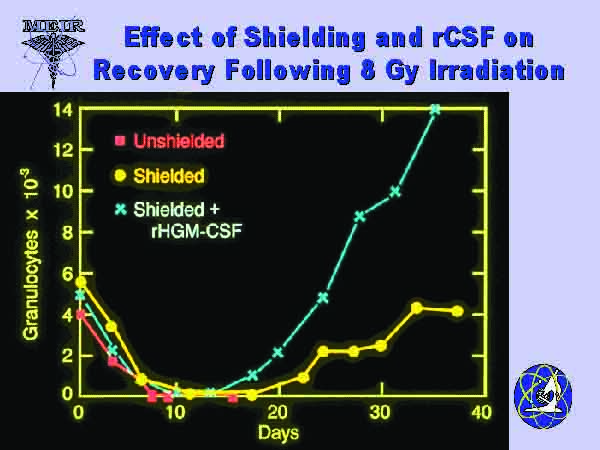 MEIR
Effect of Shielding and rCSF on
Recovery Following 8 Gy Irradiation
14
12
10
8
6
4
2
0
Granulocytes x 10⁻³
Unshielded
Shielded
Shielded +
rHGM-CSF
0 10 20 30 40
Days